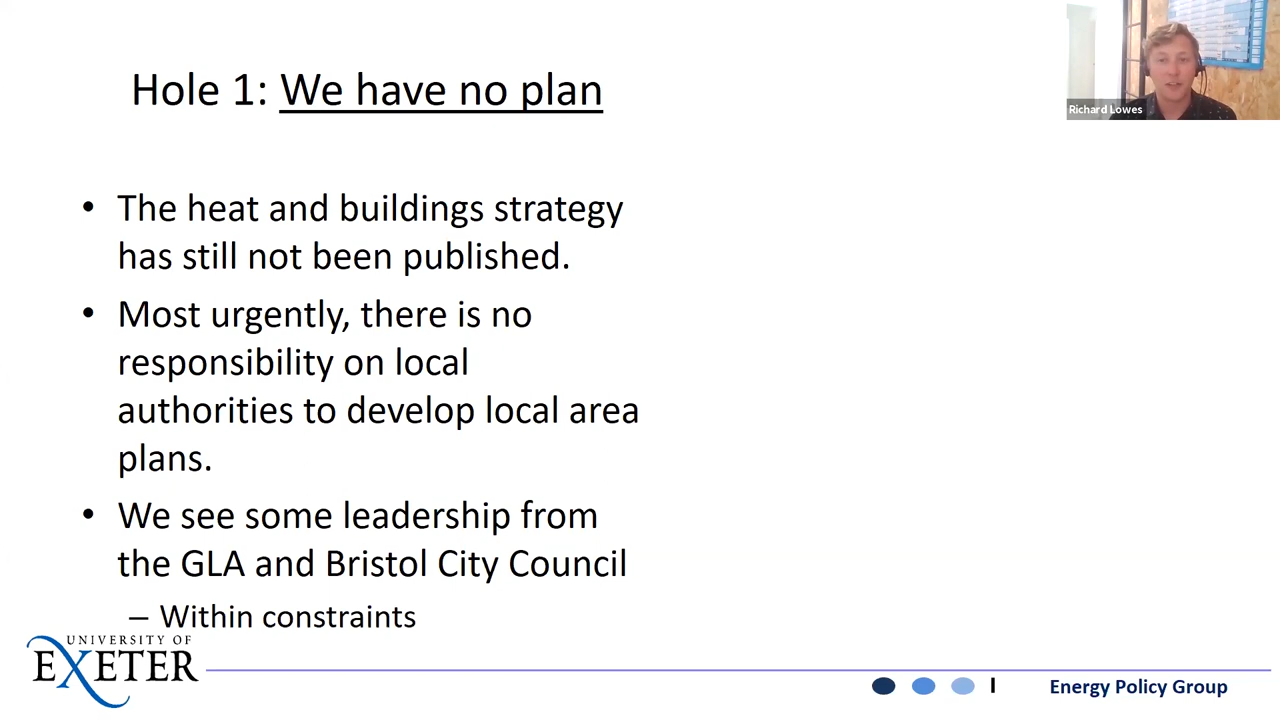 Hole 1: We have no plan
Richard Lowes
• The heat and buildings strategy
has still not been published.
• Most urgently, there is no
responsibility on local
authorities to develop local area
plans.
• We see some leadership from
the GLA and Bristol City Council
– Within constraints
UNIVERSITY OF
EXETER
Energy Policy Group